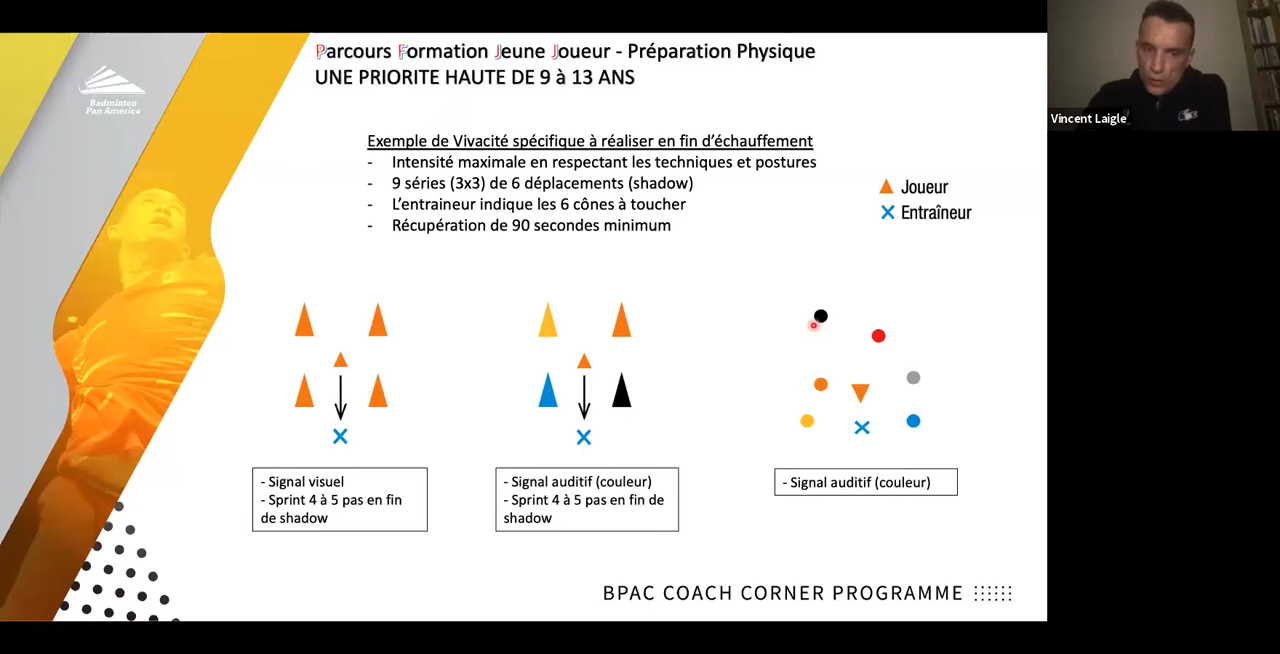 Parcours Formation Jeune Joueur - Préparation Physique
UNE PRIORITE HAUTE DE 9 à 13 ANS
Badminton
Pan America
Vincent Laigle
Exemple de Vivacité spécifique à réaliser en fin d’échauffement
- Intensité maximale en respectant les techniques et postures
- 9 séries (3x3) de 6 déplacements (shadow)
- L’entraineur indique les 6 cônes à toucher
- Récupération de 90 secondes minimum
Joueur
Entraîneur
- Signal visuel
- Sprint 4 à 5 pas en fin
de shadow
- Signal auditif (couleur)
- Sprint 4 à 5 pas en fin de
shadow
- Signal auditif (couleur)
BPAC COACH CORNER PROGRAMME